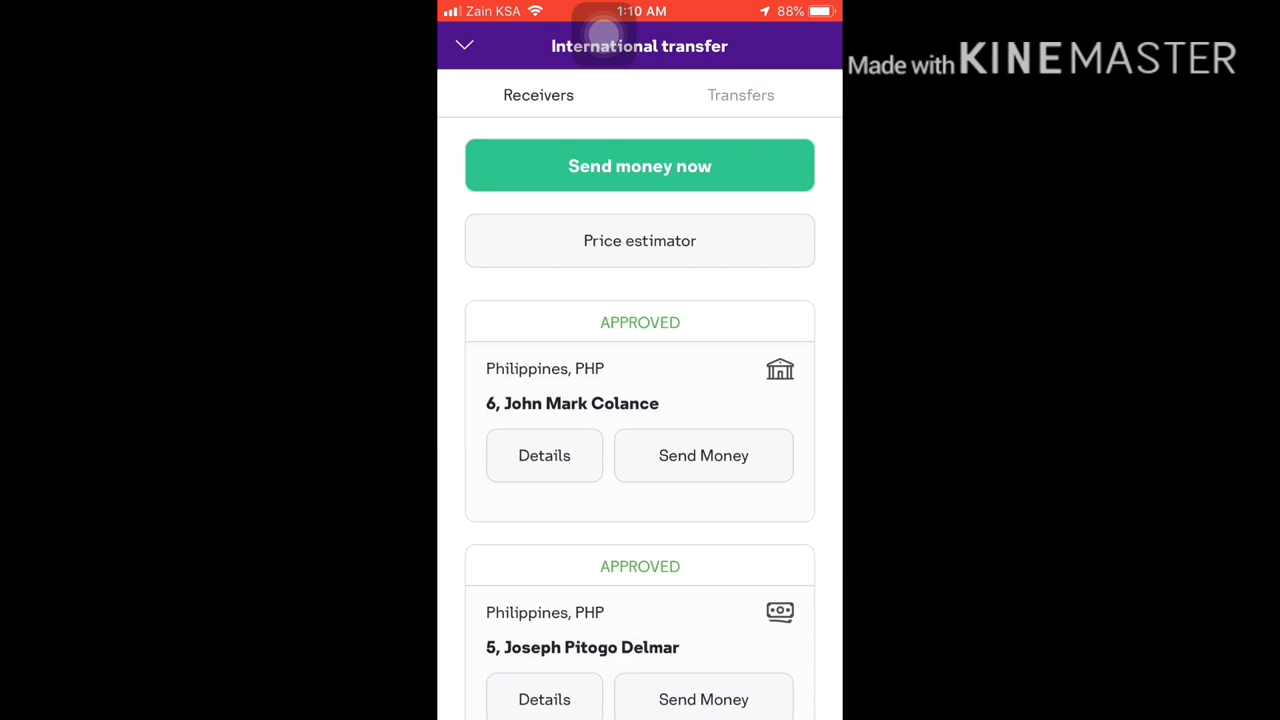 Zain KSA 1:10 AM 88%
International transfer
Made with KINEMASTER
Receivers Transfers
Send money now
Price estimator
APPROVED
Philippines, PHP
6, John Mark Colance
Details Send Money
APPROVED
Philippines, PHP
5, Joseph Pitogo Delmar
Details Send Money